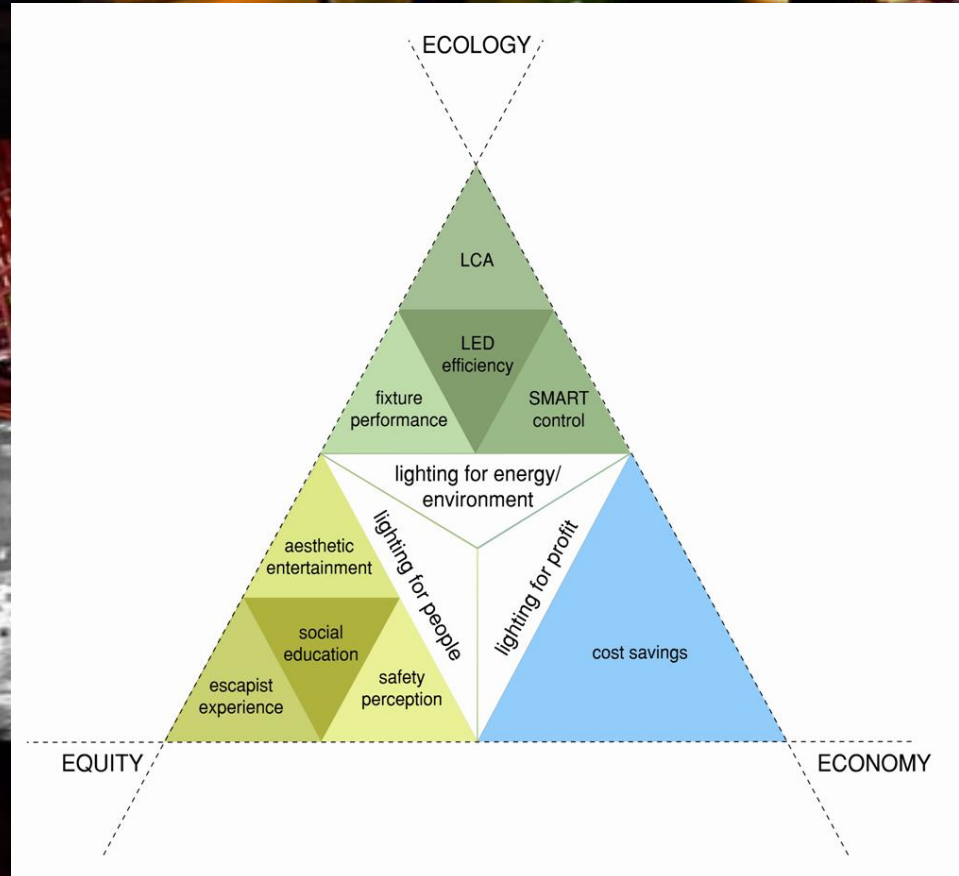 ECOLOGY
LCA
LED
efficiency
fixture
performance
SMART
control
lighting for energy/
environment
lighting for people
lighting for profit
aesthetic
entertainment
social
education
escapist
experience
safety
perception
cost savings
EQUITY
ECONOMY